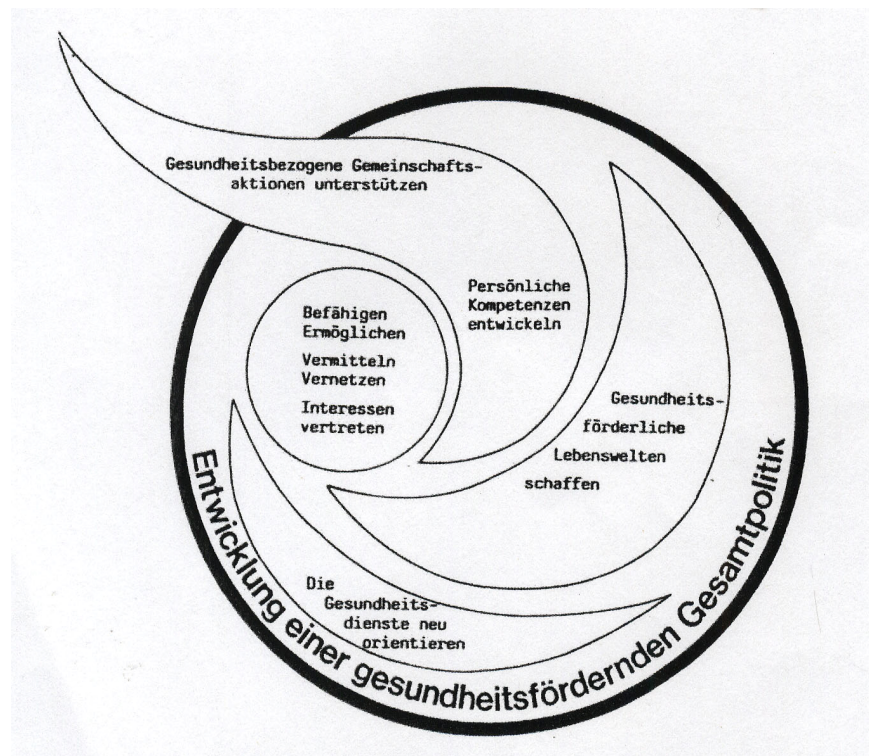 Gesundheitsbezogene Gemeinschafts-
aktionen unterstützen
Persönliche
Kompetenzen
entwickeln
Befähigen
Ermöglichen
Vermitteln
Vernetzen
Interessen
vertreten
Gesundheits-
förderliche
Lebenswelten
schaffen
Die
Gesundheits-
dienste neu
orientieren
Entwicklung einer gesundheitsfördernden Gesamtpolitik